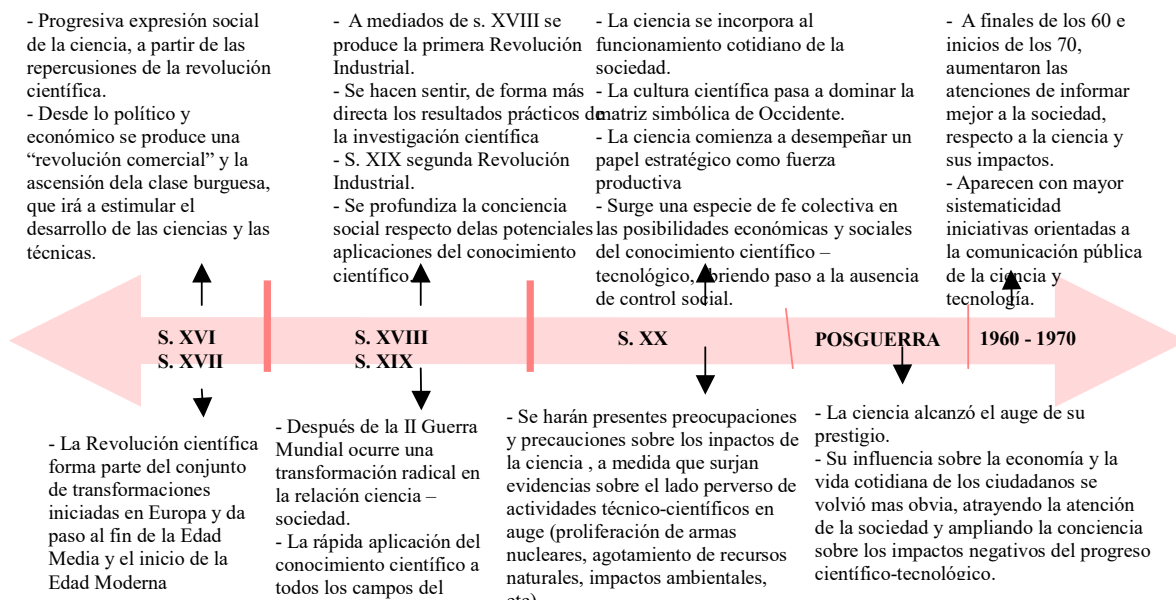 - Progresiva expresión social
de la ciencia, a partir de las
repercusiones de la revolución
científica.
- Desde lo político y
económico se produce una
“revolución comercial” y la
ascensión dela clase burguesa,
que irá a estimular el
desarrollo de las ciencias y las
técnicas.
- A mediados de s. XVIII se
produce la primera Revolución
Industrial.
- Se hacen sentir, de forma más
directa los resultados prácticos de
la investigación científica
- S. XIX segunda Revolución
Industrial.
- Se profundiza la conciencia
social respecto delas potenciales
aplicaciones del conocimiento
científico.
- La ciencia se incorpora al
funcionamiento cotidiano de la
sociedad.
- La cultura científica pasa a dominar la
matriz simbólica de Occidente.
- La ciencia comienza a desempeñar un
papel estratégico como fuerza
productiva
- Surge una especie de fe colectiva en
las posibilidades económicas y sociales
del conocimiento científico –
tecnológico, abriendo paso a la ausencia
de control social.
- A finales de los 60 e
inicios de los 70,
aumentaron las
atenciones de informar
mejor a la sociedad,
respecto a la ciencia y
sus impactos.
- Aparecen con mayor
sistematicidad
iniciativas orientadas a
la comunicación pública
de la ciencia y
tecnología.
S. XVI
S. XVII
S. XVIII
S. XIX
S. XX
POSGUERRA
1960 - 1970
- La Revolución científica
forma parte del conjunto
de transformaciones
iniciadas en Europa y da
paso al fin de la Edad
Media y el inicio de la
Edad Moderna
- Después de la II Guerra
Mundial ocurre una
transformación radical en
la relación ciencia –
sociedad.
- La rápida aplicación del
conocimiento científico a
todos los campos del
- Se harán presentes preocupaciones
y precauciones sobre los inpactos de
la ciencia , a medida que surjan
evidencias sobre el lado perverso de
actividades técnico-científicos en
auge (proliferación de armas
nucleares, agotamiento de recursos
naturales, impactos ambientales,
- La ciencia alcanzó el auge de su
prestigio.
- Su influencia sobre la economía y la
vida cotidiana de los ciudadanos se
volvió mas obvia, atrayendo la atención
de la sociedad y ampliando la conciencia
sobre los impactos negativos del progreso
científico-tecnológico.